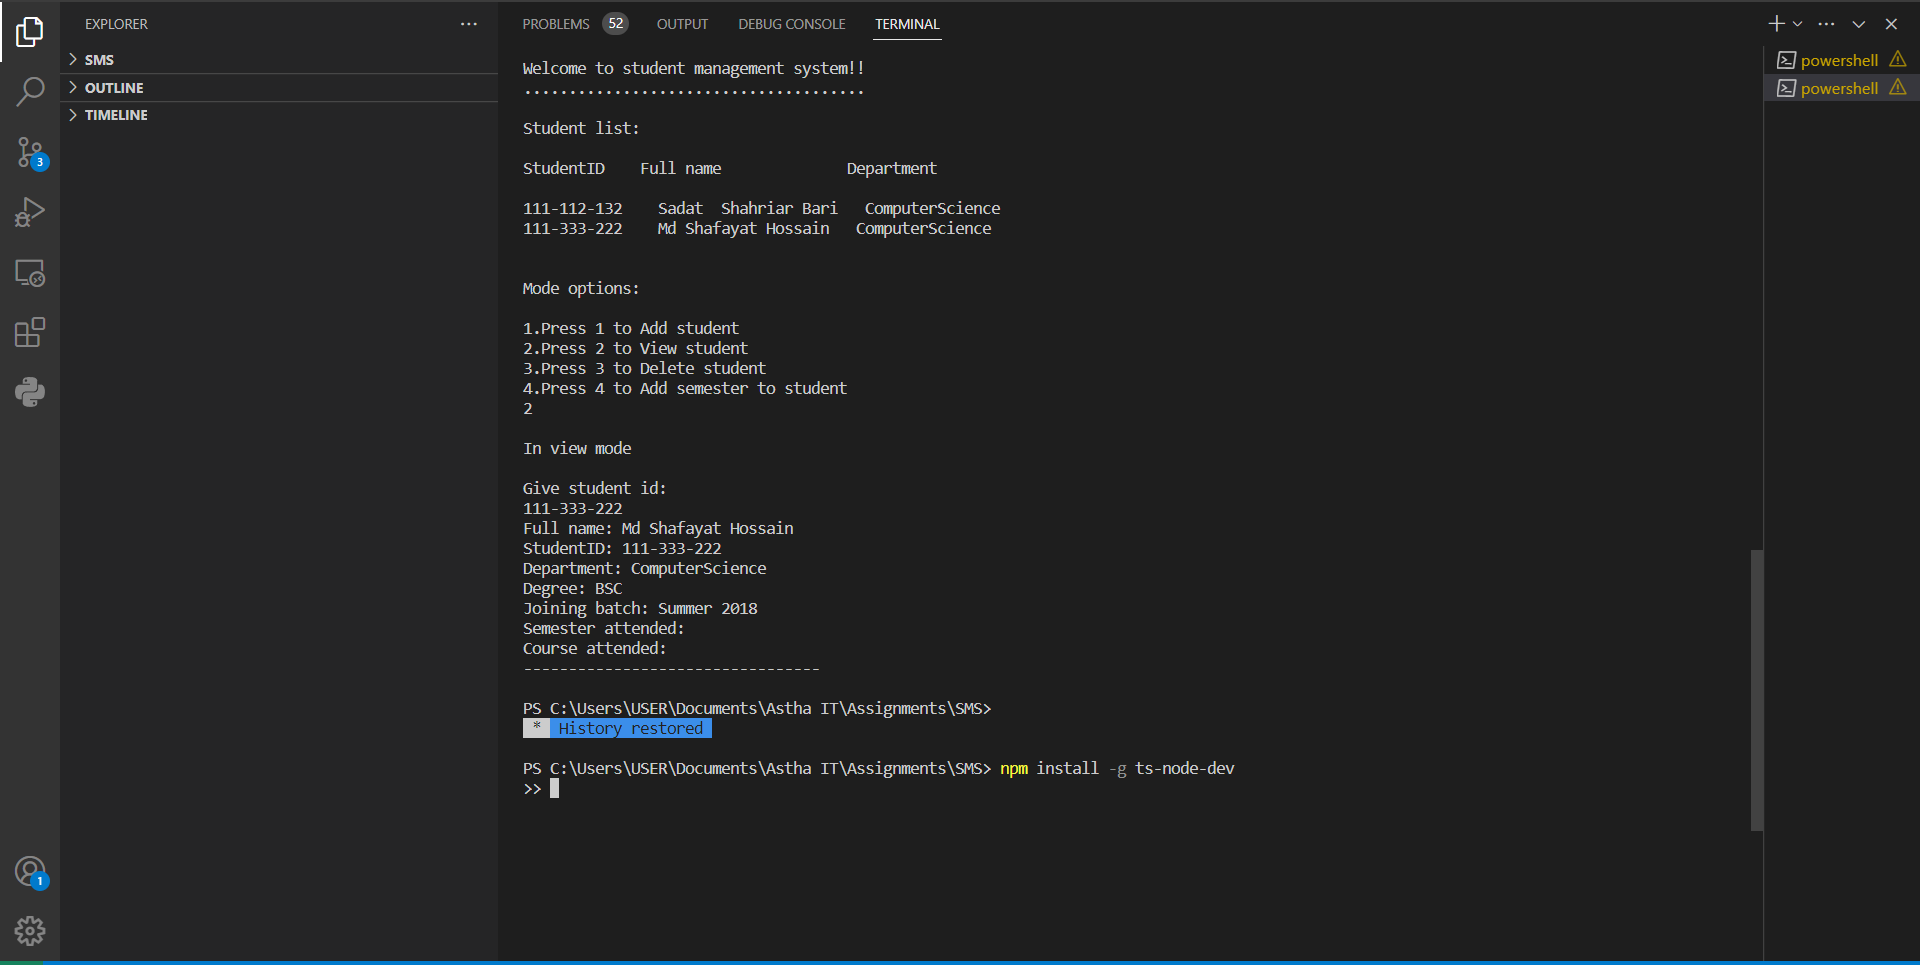 EXPLORER
SMS
OUTLINE
TIMELINE
3
1
PROBLEMS 52 OUTPUT DEBUG CONSOLE TERMINAL
Welcome to student management system!!
......................................
Student list:
StudentID    Full name              Department
111-112-132    Sadat  Shahriar Bari   ComputerScience
111-333-222    Md Shafayat Hossain   ComputerScience
Mode options:
1.Press 1 to Add student
2.Press 2 to View student
3.Press 3 to Delete student
4.Press 4 to Add semester to student
2
In view mode
Give student id:
111-333-222
Full name: Md Shafayat Hossain
StudentID: 111-333-222
Department: ComputerScience
Degree: BSC
Joining batch: Summer 2018
Semester attended:
Course attended:
---------------------------------
PS C:\Users\USER\Documents\Astha IT\Assignments\SMS>
* History restored
PS C:\Users\USER\Documents\Astha IT\Assignments\SMS> npm install -g ts-node-dev
>>
powershell
powershell